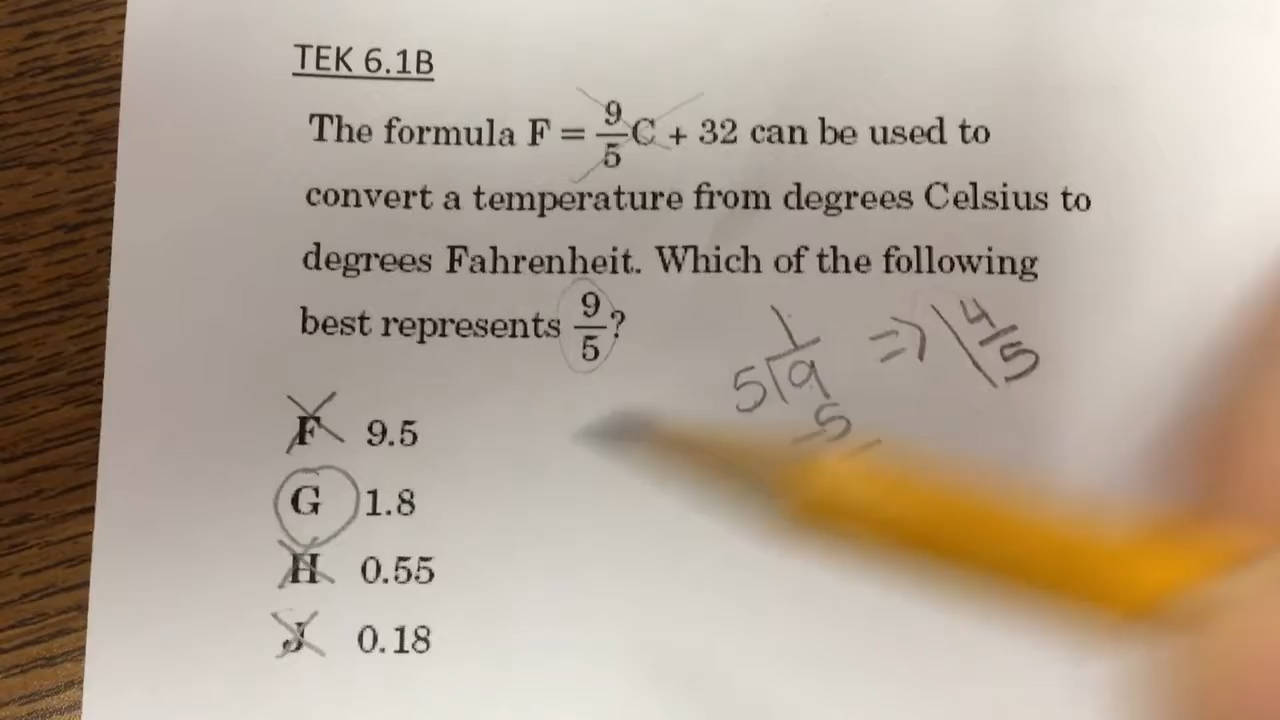 TEK 6.1B
The formula F = 9/5 C + 32 can be used to
convert a temperature from degrees Celsius to
degrees Fahrenheit. Which of the following
best represents 9/5?
1
5√9 => 1 4/5
-5
F 9.5
G 1.8
H 0.55
J 0.18